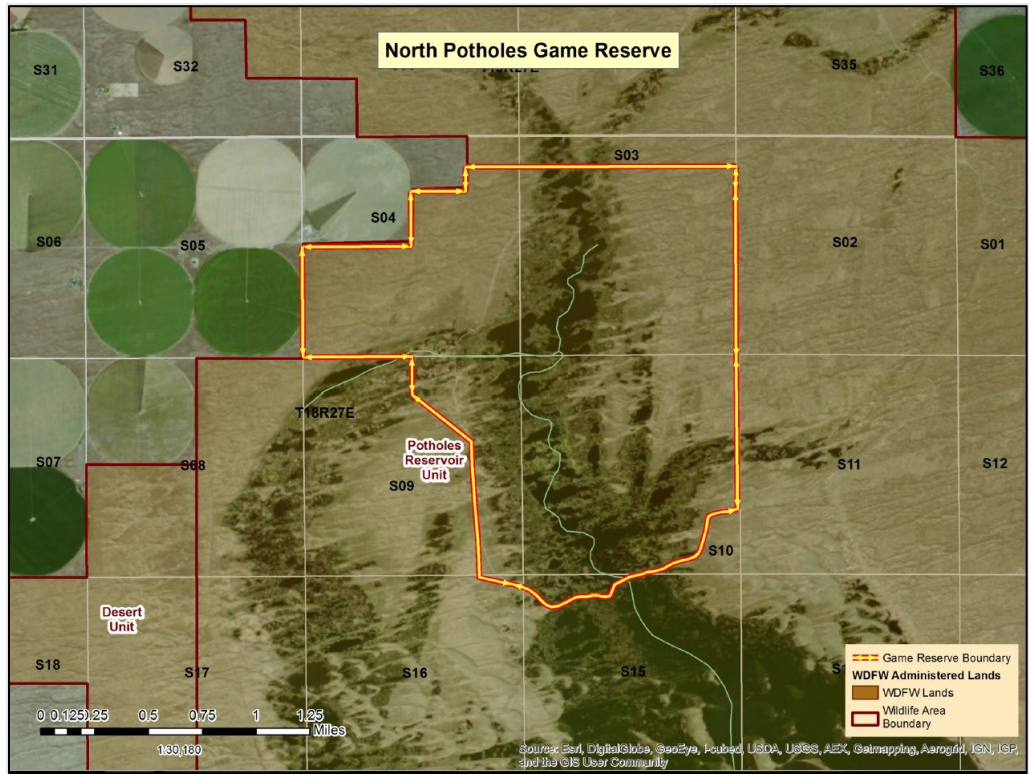 North Potholes Game Reserve
S31
S32
S35
S36
S03
S04
S06
S05
S02
S01
T18R27E
Potholes
Reservoir
Unit
S07
S08
S09
S11
S12
S10
Desert
Unit
S18
S17
S16
S15
Game Reserve Boundary
WDFW Administered Lands
WDFW Lands
Wildlife Area
Boundary
0 0.125 0.25 0.5 0.75 1 1.25
Miles
1:30,180
Source: Esri, DigitalGlobe, GeoEye, i-cubed, USDA, USGS, AEX, Getmapping, Aerogrid, IGN, IGP,
and the GIS User Community